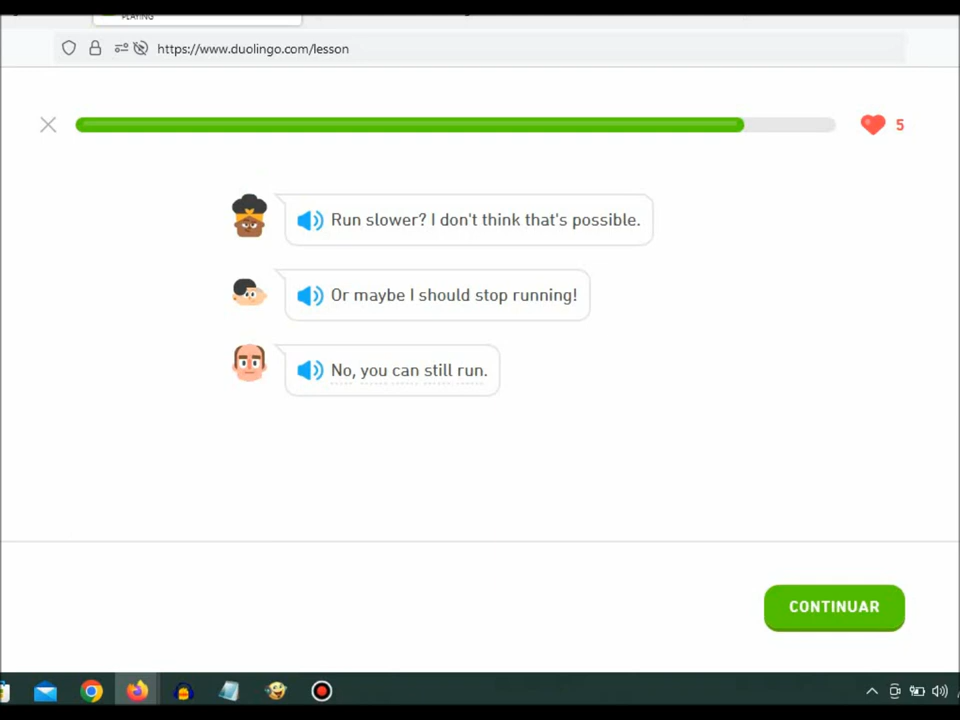 PLAYING
https://www.duolingo.com/lesson
5
Run slower? I don't think that's possible.
Or maybe I should stop running!
No, you can still run.
CONTINUAR